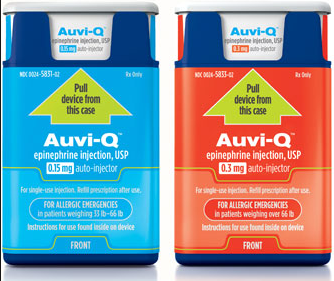 Auvi-Q™
epinephrine injection, USP
0.15 mg auto-injector
NDC 0024-5831-02 Rx Only
Pull
device from
this case
Auvi-Q™
epinephrine injection, USP
0.15 mg auto-injector
For single-use injection. Refill prescription after use.
FOR ALLERGIC EMERGENCIES
in patients weighing 33 lb–66 lb
Instructions for use found inside on device
FRONT
Auvi-Q™
epinephrine injection, USP
0.3 mg auto-injector
NDC 0024-5833-02 Rx Only
Pull
device from
this case
Auvi-Q™
epinephrine injection, USP
0.3 mg auto-injector
For single-use injection. Refill prescription after use.
FOR ALLERGIC EMERGENCIES
in patients weighing over 66 lb
Instructions for use found inside on device
FRONT